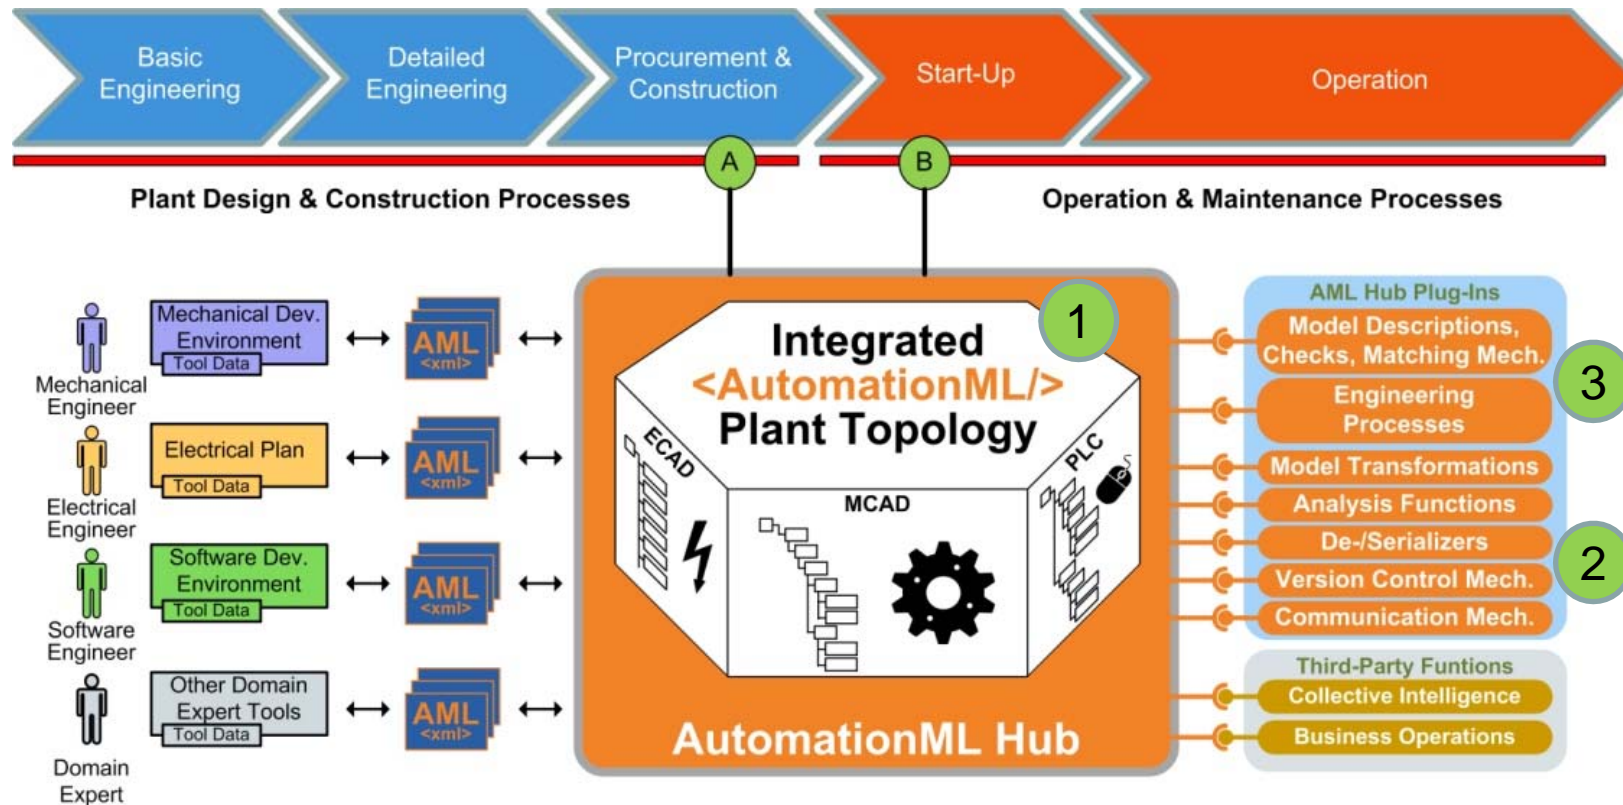 Basic
Engineering
Detailed
Engineering
Procurement &
Construction
Start-Up
Operation
A
B
Plant Design & Construction Processes
Operation & Maintenance Processes
Mechanical
Engineer
Mechanical Dev.
Environment
Tool Data
AML
<xml>
Electrical
Engineer
Electrical Plan
Tool Data
AML
<xml>
Software
Engineer
Software Dev.
Environment
Tool Data
AML
<xml>
Domain
Expert
Other Domain
Expert Tools
Tool Data
AML
<xml>
1
Integrated
<AutomationML/>
Plant Topology
ECAD
MCAD
PLC
AutomationML Hub
AML Hub Plug-Ins
Model Descriptions,
Checks, Matching Mech.
3
Engineering
Processes
Model Transformations
Analysis Functions
De-/Serializers
2
Version Control Mech.
Communication Mech.
Third-Party Funtions
Collective Intelligence
Business Operations